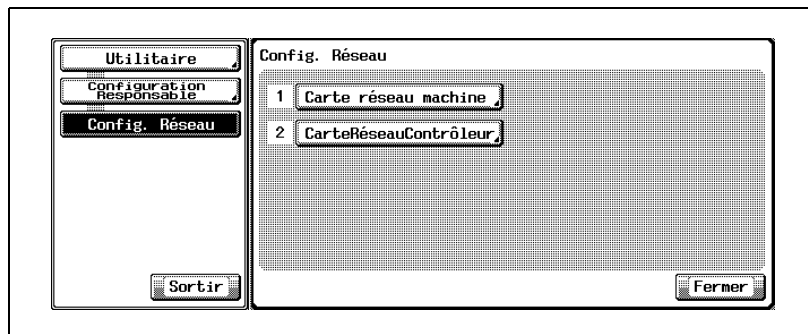 Utilitaire
Configuration
Responsable
Config. Réseau
Sortir
Config. Réseau
1 Carte réseau machine
2 CarteRéseauContrôleur
Fermer